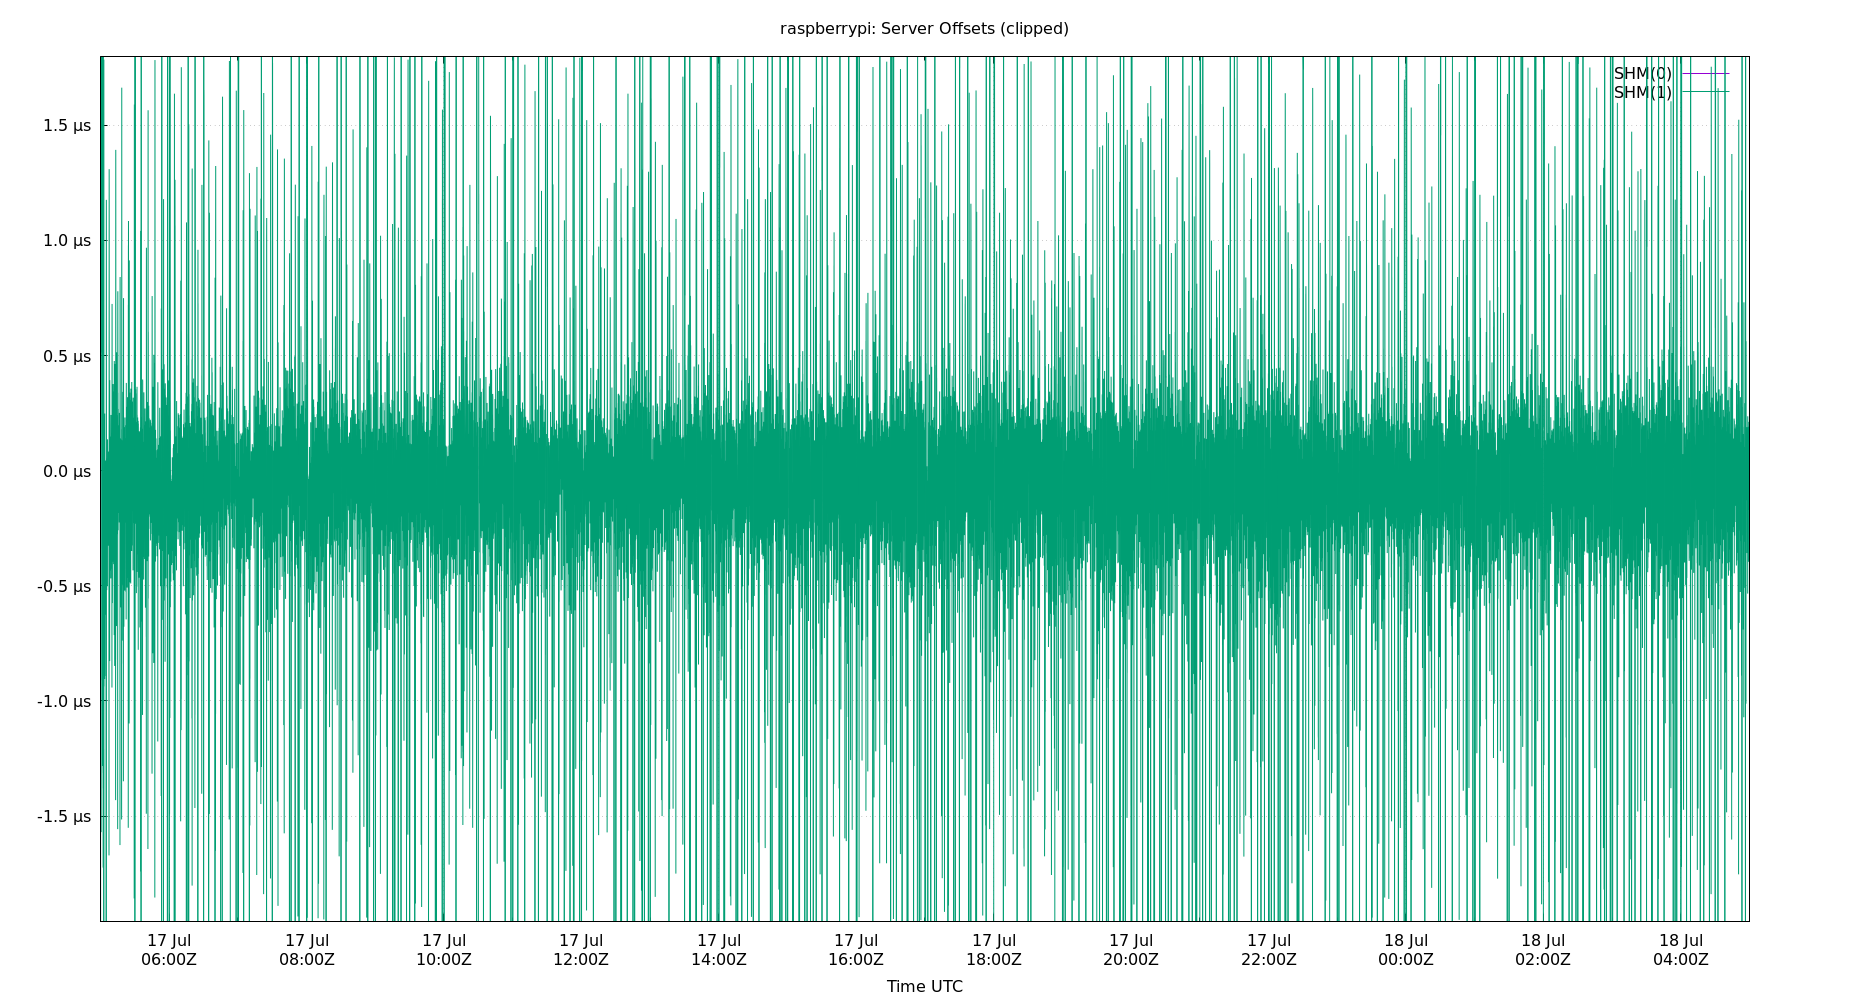 raspberrypi: Server Offsets (clipped)
SHM(0)
SHM(1)
1.5 µs
1.0 µs
0.5 µs
0.0 µs
-0.5 µs
-1.0 µs
-1.5 µs
17 Jul 17 Jul 17 Jul 17 Jul 17 Jul 17 Jul 17 Jul 17 Jul 17 Jul 18 Jul 18 Jul 18 Jul
06:00Z 08:00Z 10:00Z 12:00Z 14:00Z 16:00Z 18:00Z 20:00Z 22:00Z 00:00Z 02:00Z 04:00Z
Time UTC